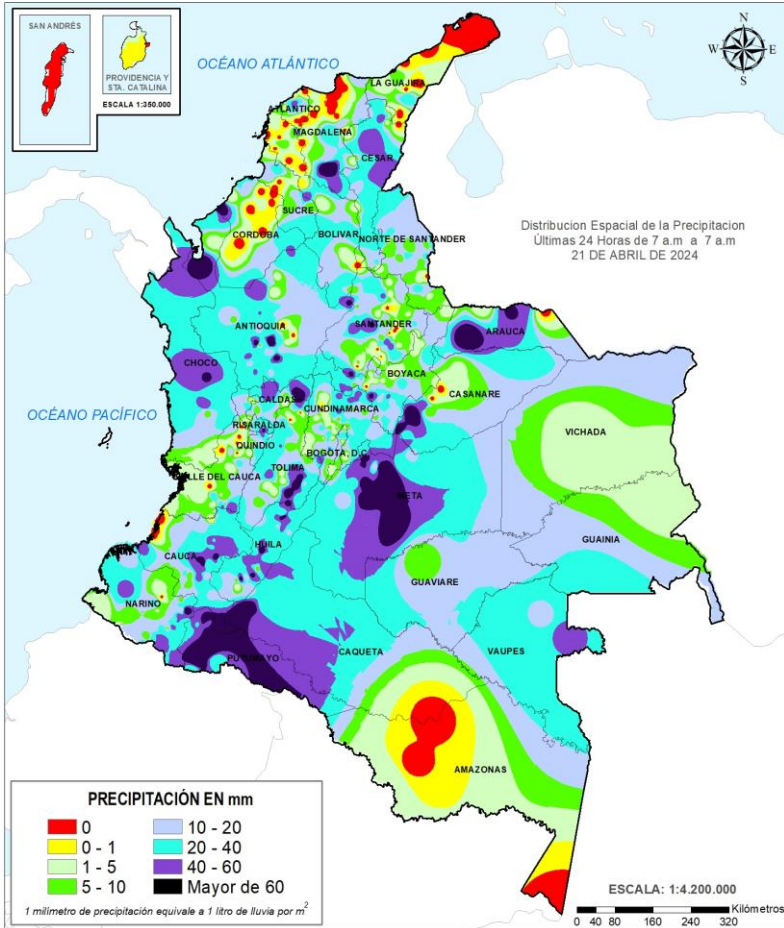 SAN ANDRÉS
PROVIDENCIA Y
STA. CATALINA
ESCALA 1:350.000
OCÉANO ATLÁNTICO
N
W E
S
LA GUAJIRA
ATLANTICO
MAGDALENA
CESAR
SUCRE
CORDOBA
BOLIVAR
NORTE DE SANTANDER
Distribucion Espacial de la Precipitacion
Últimas 24 Horas de 7 a.m a 7 a.m
21 DE ABRIL DE 2024
ANTIOQUIA
SANTANDER
ARAUCA
CHOCO
BOYACA
CASANARE
OCÉANO PACÍFICO
CALDAS
CUNDINAMARCA
RISARALDA
VICHADA
QUINDIO
BOGOTA, D.C
TOLIMA
VALLE DEL CAUCA
META
GUAINIA
HUILA
CAUCA
GUAVIARE
NARINO
CAQUETA
VAUPES
PUTUMAYO
AMAZONAS
PRECIPITACIÓN EN mm
0
0 - 1
1 - 5
5 - 10
10 - 20
20 - 40
40 - 60
Mayor de 60
1 milimetro de precipitación equivale a 1 litro de lluvia por m2
ESCALA: 1:4.200.000
Kilómetros
0 40 80 160 240 320